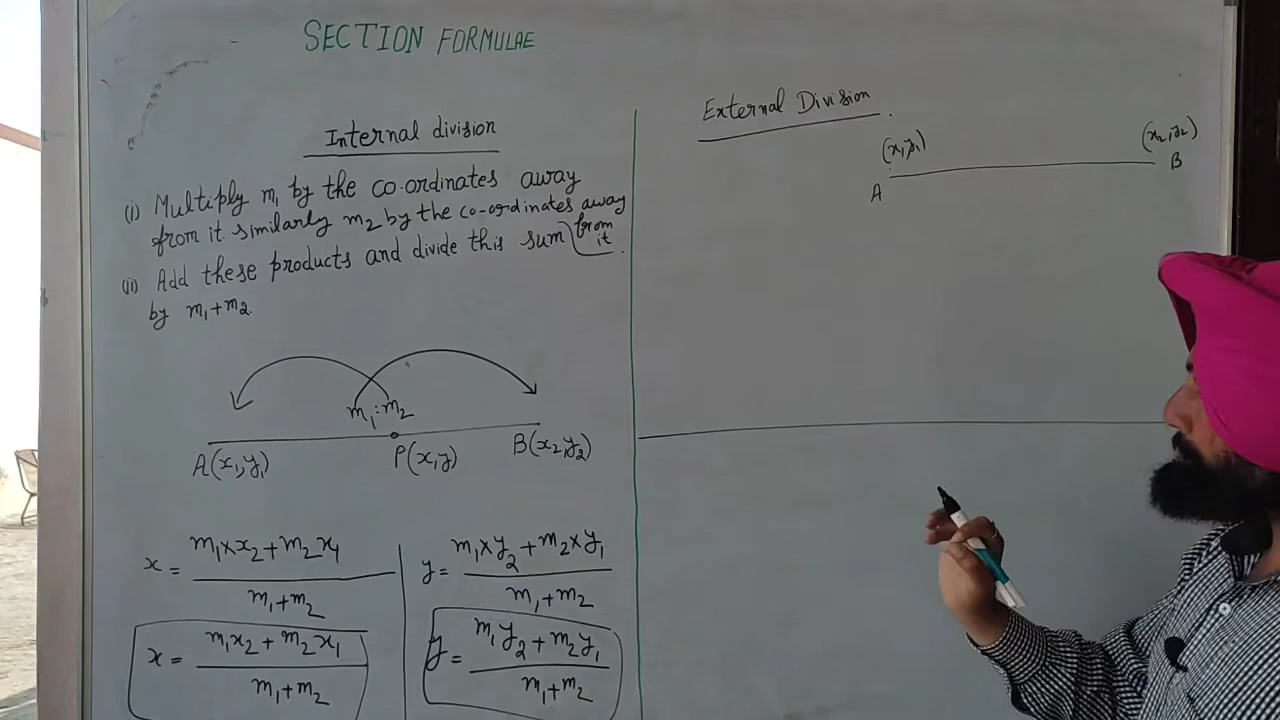 SECTION FORMULAE
Internal division
(i) Multiply m₁ by the co-ordinates away
from it similarly m₂ by the co-ordinates away
from it.
(ii) Add these products and divide this sum
by m₁+m₂.
m₁:m₂
A(x₁,y₁) P(x,y) B(x₂,y₂)
x = (m₁×x₂+m₂x₁)/(m₁+m₂)
y = (m₁×y₂+m₂×y₁)/(m₁+m₂)
x = (m₁x₂+m₂x₁)/(m₁+m₂)
y = (m₁y₂+m₂y₁)/(m₁+m₂)
External Division.
(x₁,y₁) (x₂,y₂)
A B